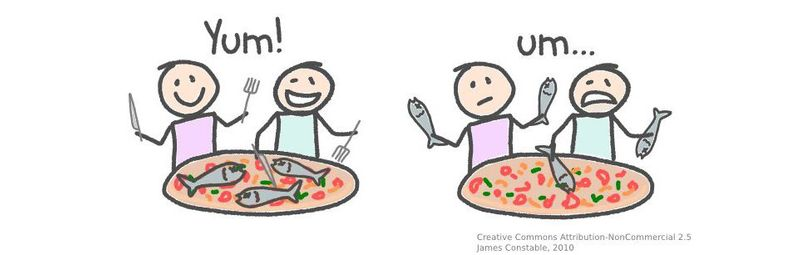 Yum!
um...
Creative Commons Attribution-NonCommercial 2.5
James Constable, 2010